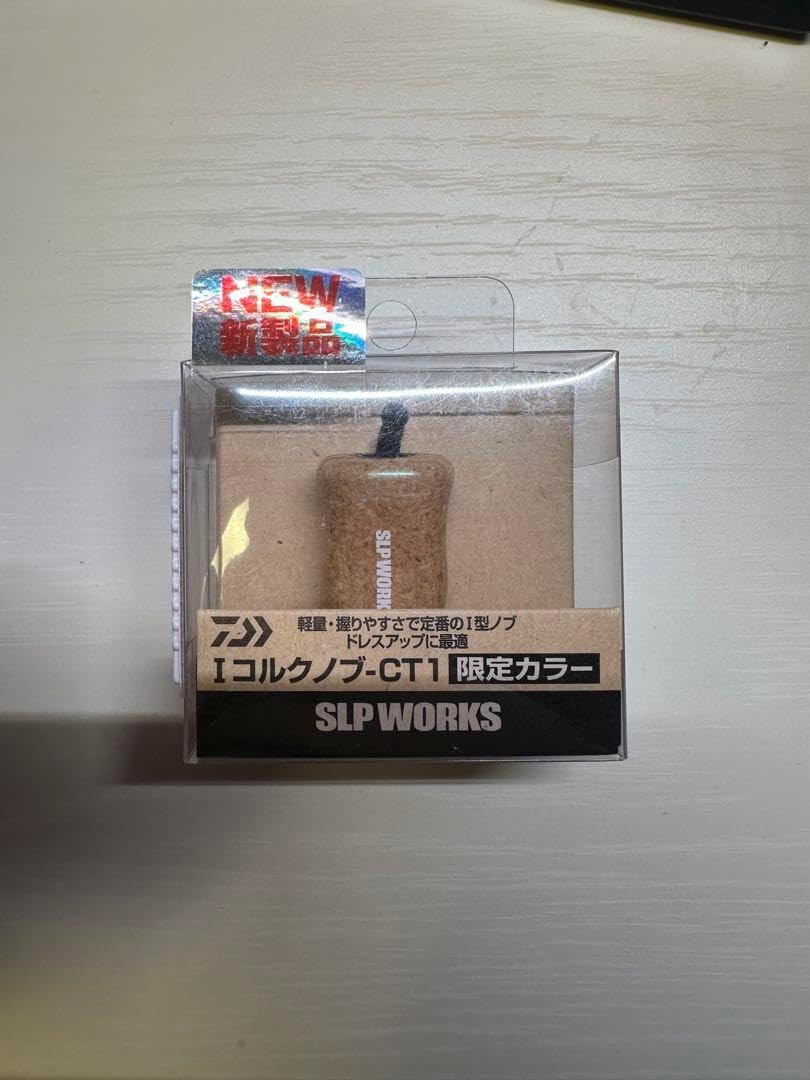 NEW
新製品
SLP WORK
軽量・握りやすさで定番のI型ノブ
ドレスアップに最適
Iコルクノブ-CT1 限定カラー
SLP WORKS